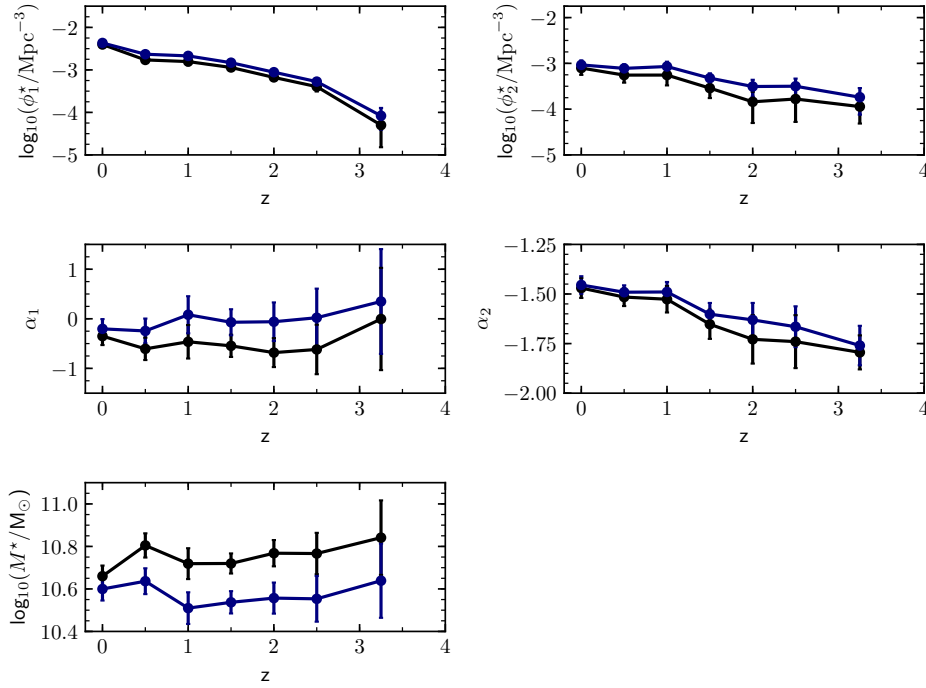 log₁₀(ϕ₁*/Mpc⁻³)
−2
−3
−4
−5
0 1 2 3 4
z
log₁₀(ϕ₂*/Mpc⁻³)
−2
−3
−4
−5
0 1 2 3 4
z
α₁
1
0
−1
0 1 2 3 4
z
α₂
−1.25
−1.50
−1.75
−2.00
0 1 2 3 4
z
log₁₀(M*/M⊙)
11.0
10.8
10.6
10.4
0 1 2 3 4
z